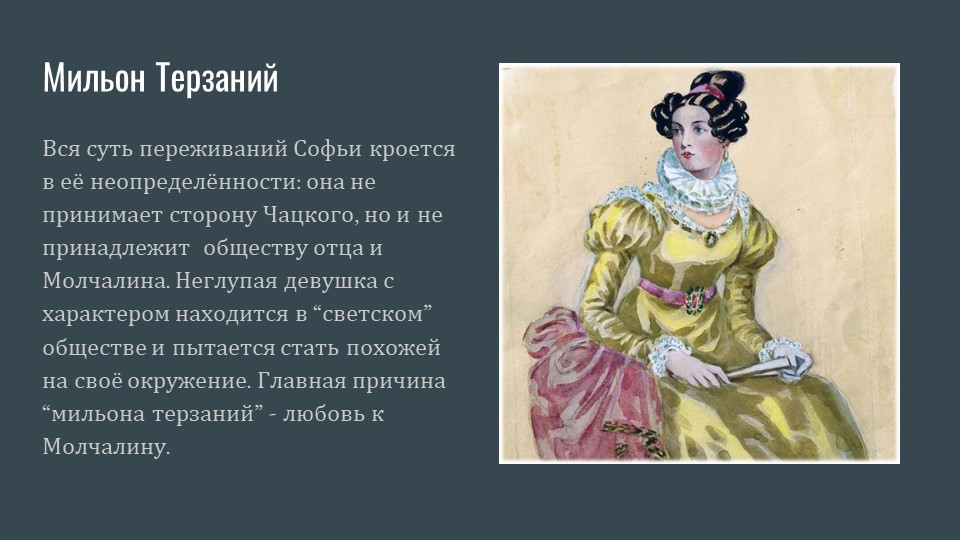 Мильон Терзаний
Вся суть переживаний Софьи кроется
в её неопределённости: она не
принимает сторону Чацкого, но и не
принадлежит  обществу отца и
Молчалина. Неглупая девушка с
характером находится в “светском”
обществе и пытается стать похожей
на своё окружение. Главная причина
“мильона терзаний” - любовь к
Молчалину.